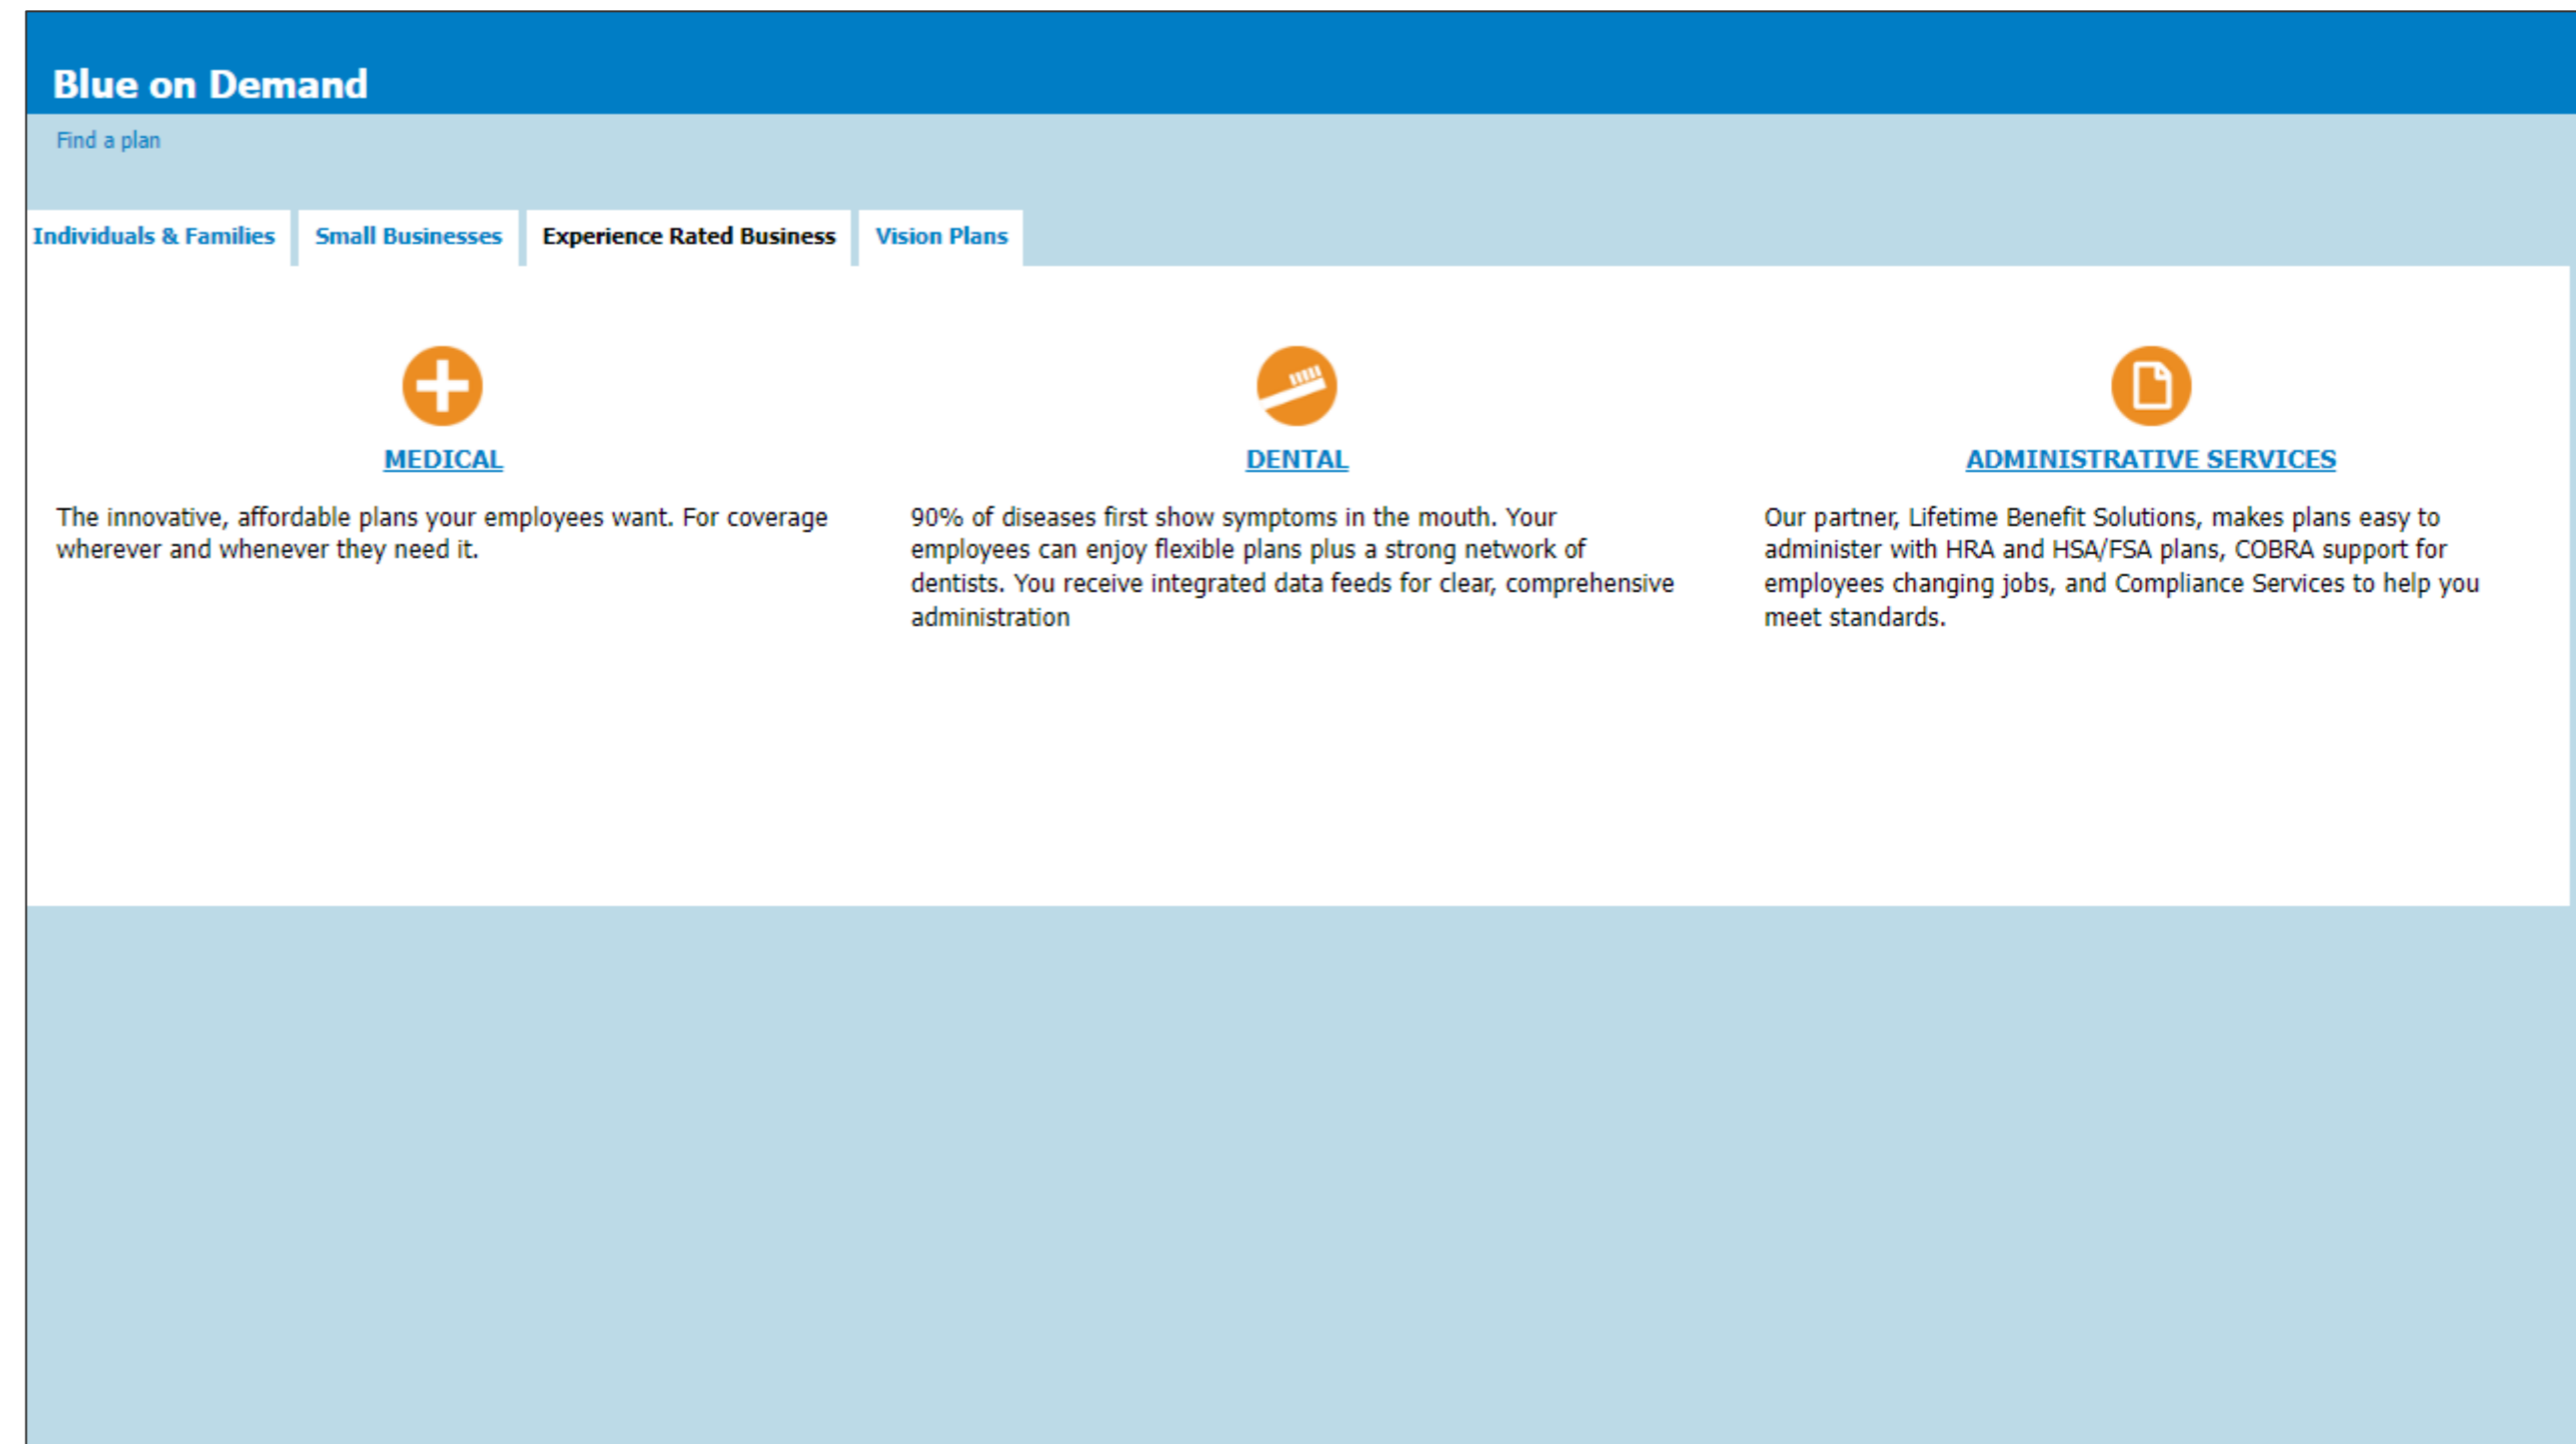 Blue on Demand
Find a plan
Individuals & Families
Small Businesses
Experience Rated Business
Vision Plans
MEDICAL
The innovative, affordable plans your employees want. For coverage
wherever and whenever they need it.
DENTAL
90% of diseases first show symptoms in the mouth. Your
employees can enjoy flexible plans plus a strong network of
dentists. You receive integrated data feeds for clear, comprehensive
administration
ADMINISTRATIVE SERVICES
Our partner, Lifetime Benefit Solutions, makes plans easy to
administer with HRA and HSA/FSA plans, COBRA support for
employees changing jobs, and Compliance Services to help you
meet standards.